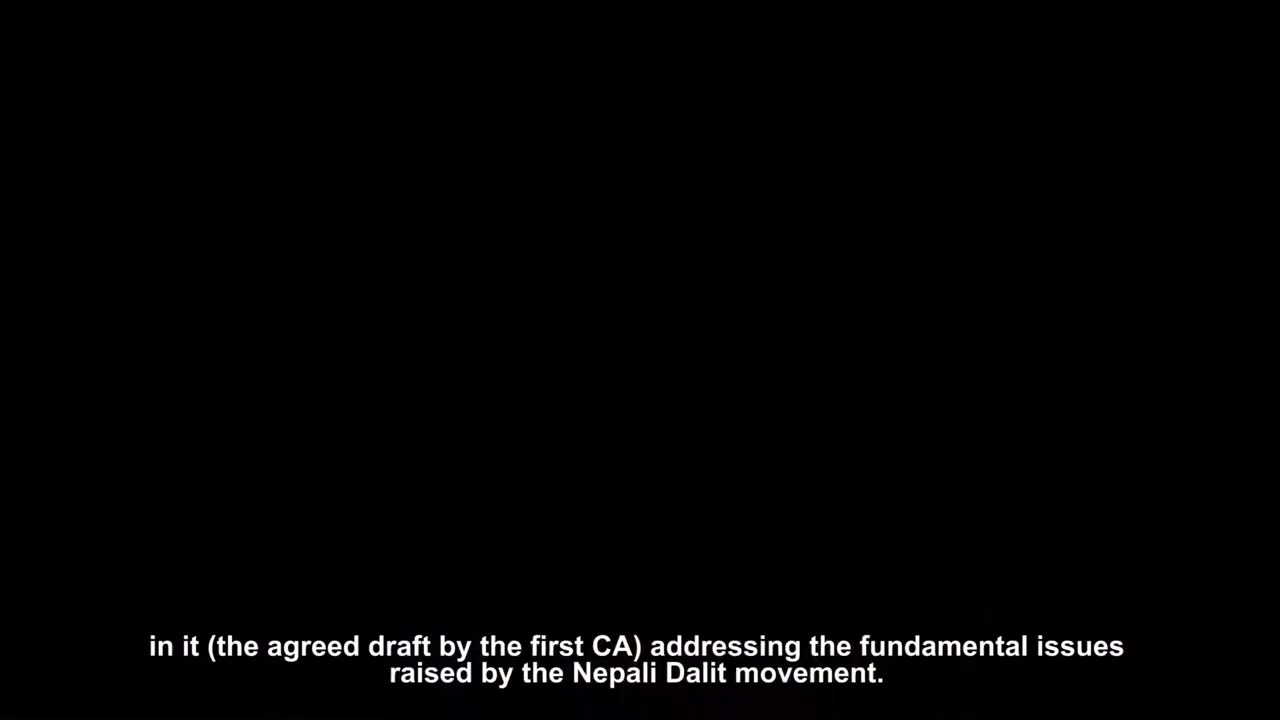 in it (the agreed draft by the first CA) addressing the fundamental issues
raised by the Nepali Dalit movement.